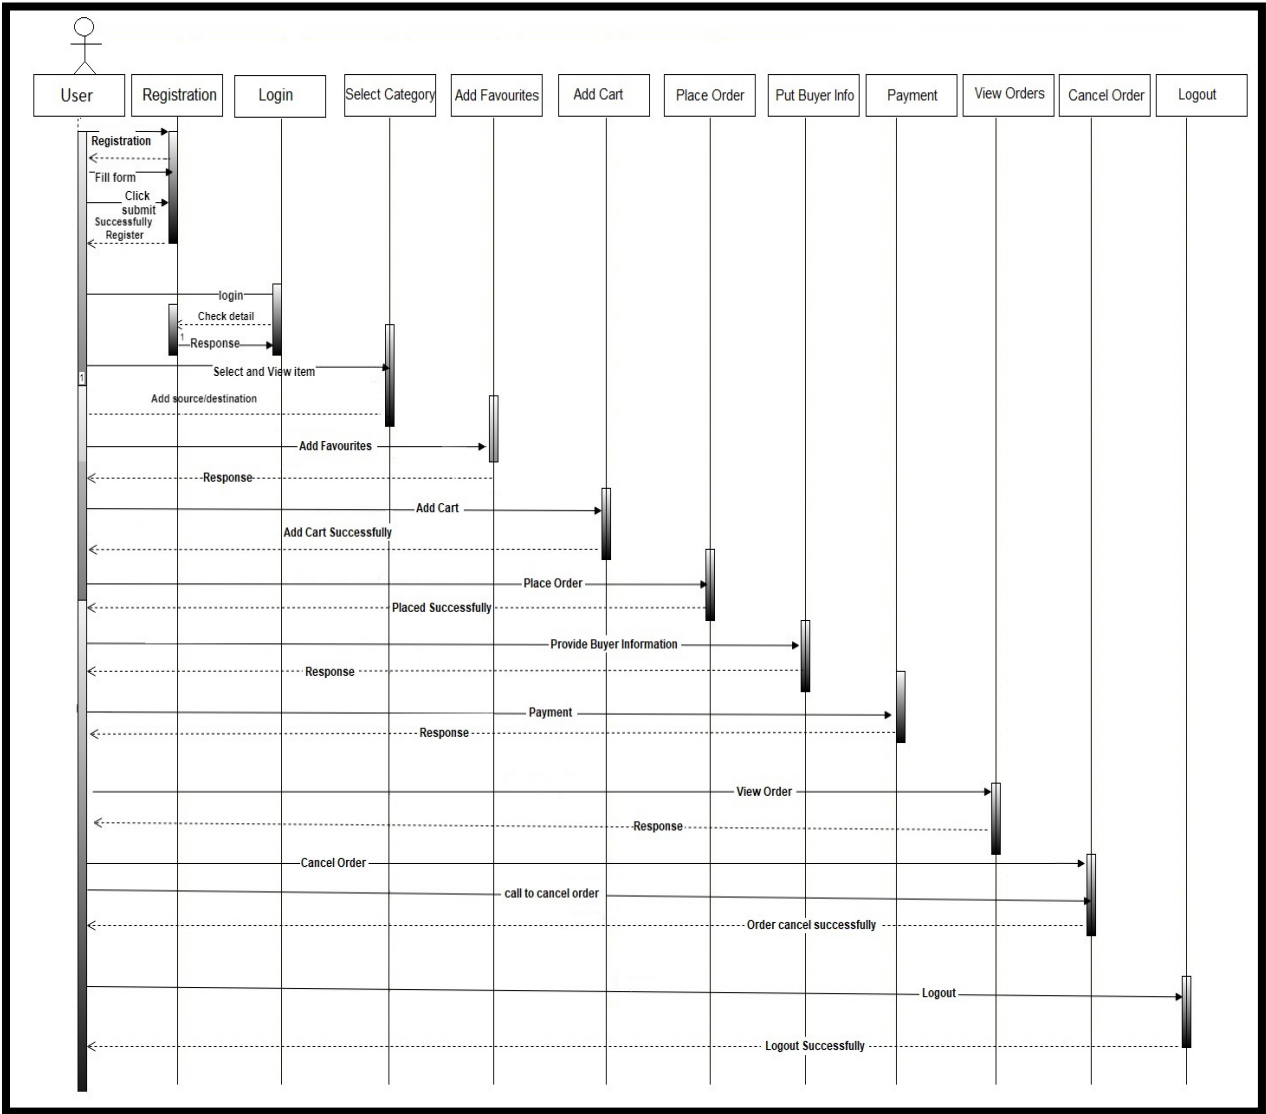 User Registration Login Select Category Add Favourites Add Cart Place Order Put Buyer Info Payment View Orders Cancel Order Logout
Registration
Fill form
Click
submit
Successfully
Register
login
Check detail
1
Response
Select and View item
1
Add source/destination
Add Favourites
Response
Add Cart
Add Cart Successfully
Place Order
Placed Successfully
Provide Buyer Information
Response
Payment
Response
View Order
Response
Cancel Order
call to cancel order
Order cancel successfully
Logout
Logout Successfully